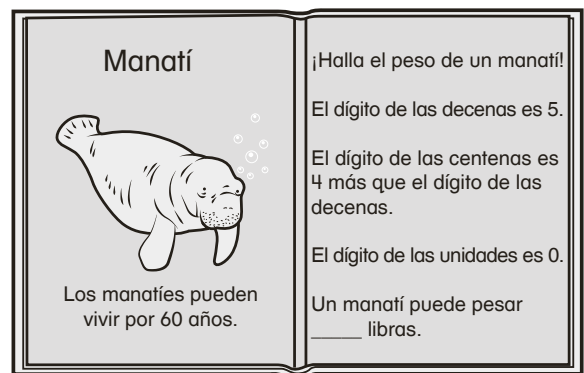 Manatí
Los manatíes pueden
vivir por 60 años.
¡Halla el peso de un manatí!
El dígito de las decenas es 5.
El dígito de las centenas es
4 más que el dígito de las
decenas.
El dígito de las unidades es 0.
Un manatí puede pesar
_____ libras.